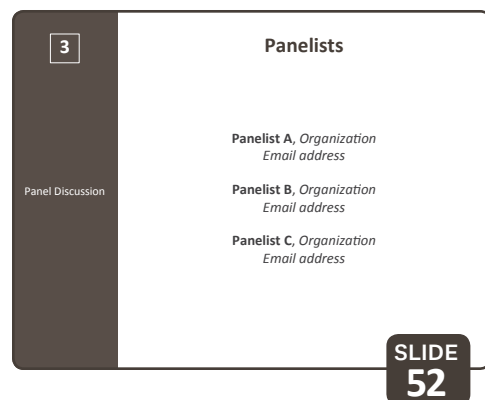 3
Panel Discussion
Panelists
Panelist A, Organization
Email address
Panelist B, Organization
Email address
Panelist C, Organization
Email address
SLIDE
52